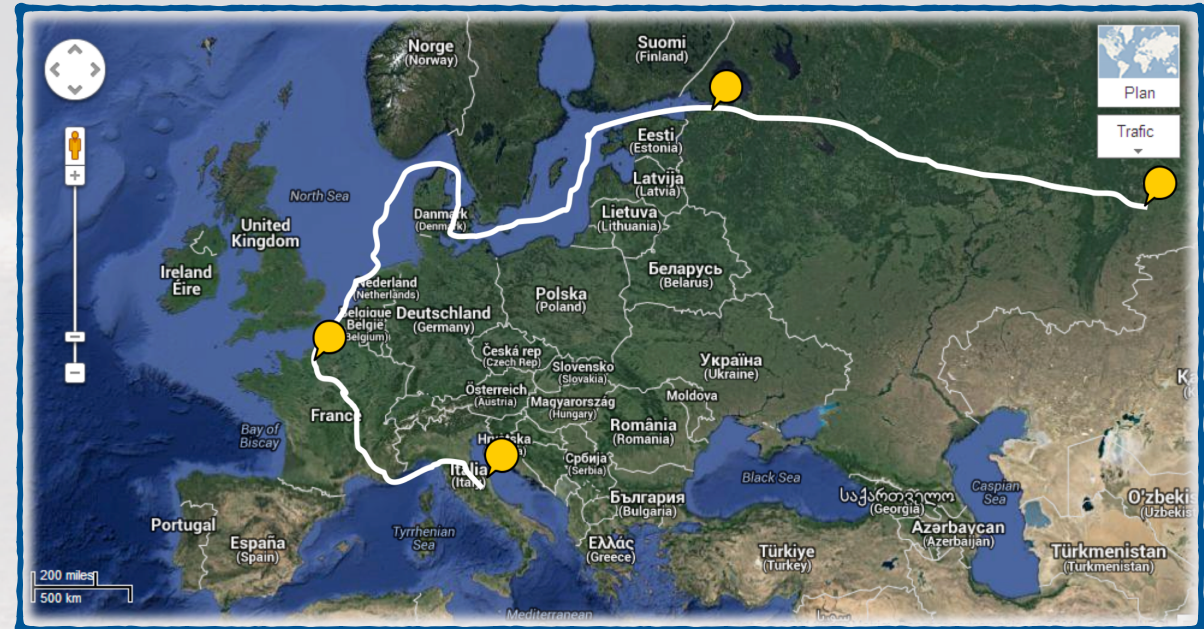 Norge
(Norway)
Suomi
(Finland)
Plan
Trafic
Eesti
(Estonia)
Latvija
(Latvia)
North Sea
Danmark
(Denmark)
Lietuva
(Lithuania)
United
Kingdom
Ireland
Éire
Беларусь
(Belarus)
Nederland
(Netherlands)
Polska
(Poland)
Belgique
België
(Belgium)
Deutschland
(Germany)
Česká rep
(Czech Rep)
Slovensko
(Slovakia)
Україна
(Ukraine)
Österreich
(Austria)
Magyarország
(Hungary)
Moldova
France
Bay of
Biscay
România
(Romania)
Italia
Србија
(Serbia)
България
(Bulgaria)
Black Sea
საქართველო
(Georgia)
Caspian
Sea
Portugal
España
(Spain)
Tyrrhenian
Sea
Ελλάς
(Greece)
Türkiye
(Turkey)
Azərbaycan
(Azerbaijan)
Türkmenistan
(Turkmenistan)
200 miles
500 km
Mediterranean